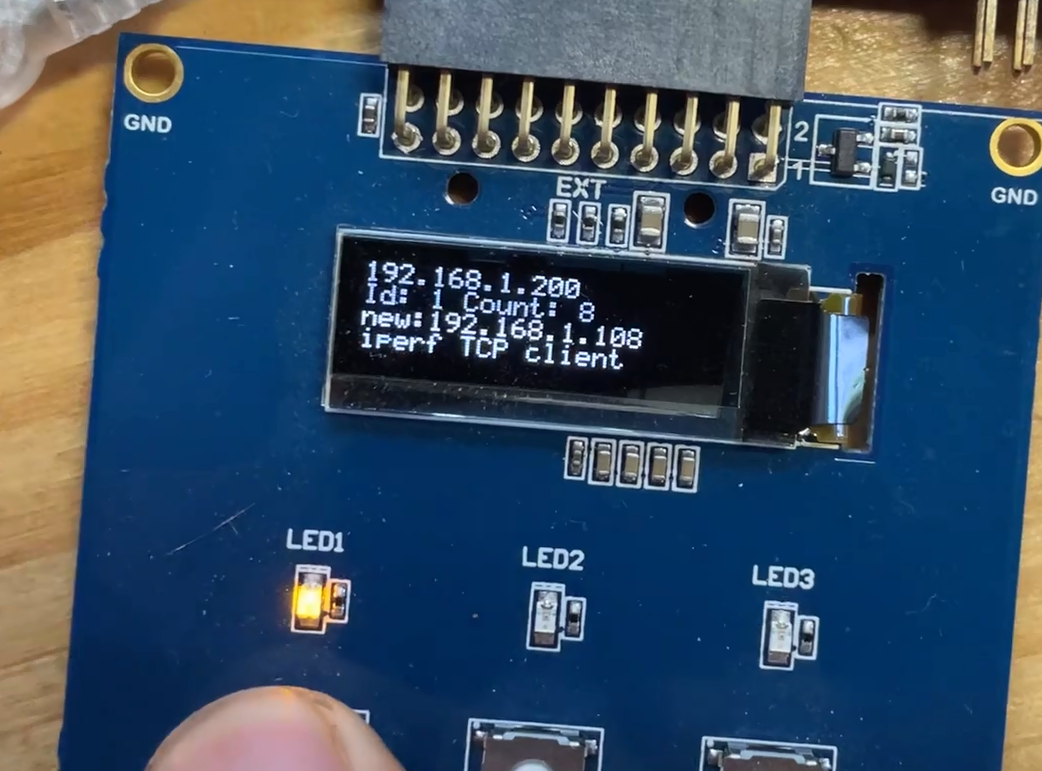 GND
2
1
GND
EXT
192.168.1.200
Id: 1 Count: 8
new:192.168.1.108
iperf TCP client
LED1
LED2
LED3